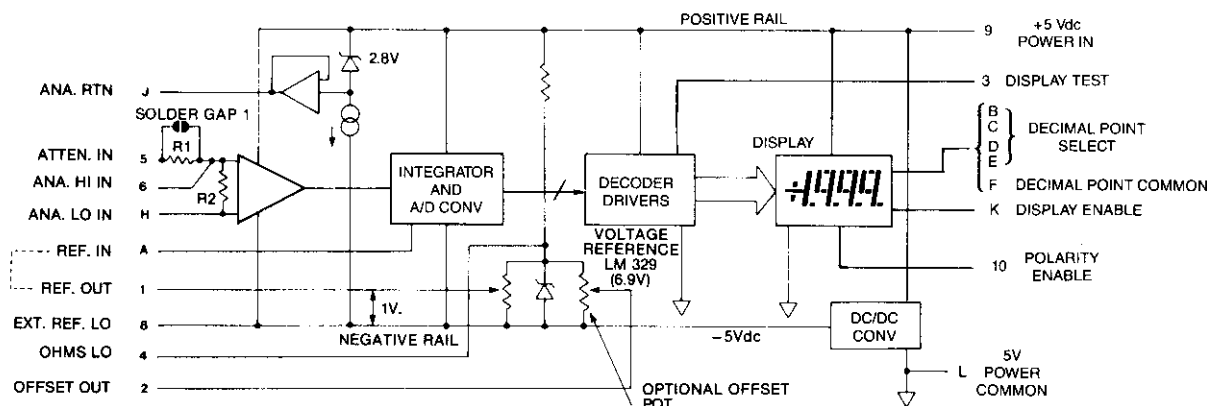 POSITIVE RAIL
9 +5 Vdc
POWER IN
2.8V
ANA. RTN J
3 DISPLAY TEST
SOLDER GAP 1
R1
ATTEN. IN 5
ANA. HI IN 6
R2
ANA. LO IN H
INTEGRATOR
AND
A/D CONV
DECODER
DRIVERS
DISPLAY
1.9.9.9.
B
C
D
E
DECIMAL POINT
SELECT
F DECIMAL POINT COMMON
K DISPLAY ENABLE
REF. IN A
VOLTAGE
REFERENCE
LM 329
(6.9V)
10 POLARITY
ENABLE
REF. OUT 1
1V.
EXT. REF. LO 8
NEGATIVE RAIL
–5Vdc
DC/DC
CONV
OHMS LO 4
L 5V
POWER
COMMON
OFFSET OUT 2
OPTIONAL OFFSET